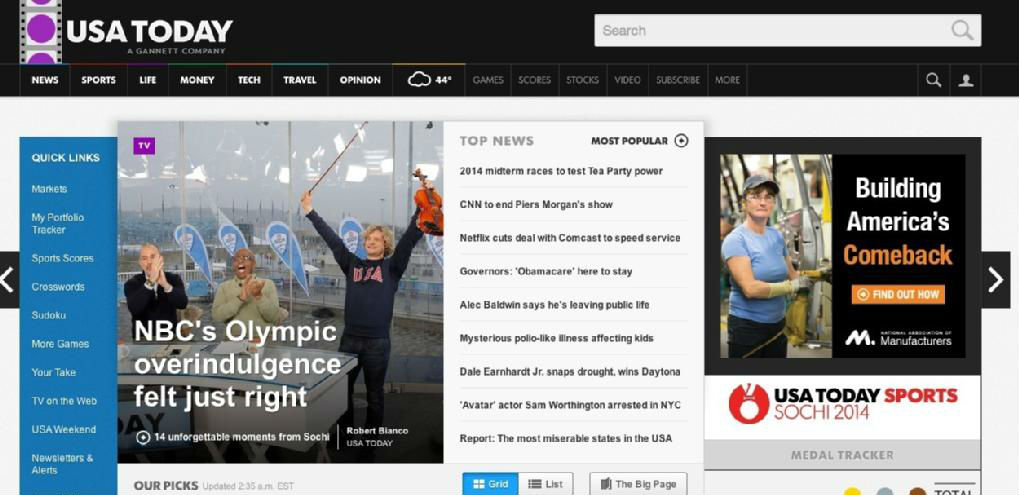 USA TODAY
A GANNETT COMPANY
Search
NEWS SPORTS LIFE MONEY TECH TRAVEL OPINION 44° GAMES SCORES STOCKS VIDEO SUBSCRIBE MORE
QUICK LINKS
Markets
My Portfolio
Tracker
Sports Scores
Crosswords
Sudoku
More Games
Your Take
TV on the Web
USA Weekend
Newsletters &
Alerts
TV
USA
NBC's Olympic
overindulgence
felt just right
14 unforgettable moments from Sochi
Robert Bianco
USA TODAY
TOP NEWS
MOST POPULAR
2014 midterm races to test Tea Party power
CNN to end Piers Morgan's show
Netflix cuts deal with Comcast to speed service
Governors: 'Obamacare' here to stay
Alec Baldwin says he's leaving public life
Mysterious polio-like illness affecting kids
Dale Earnhardt Jr. snaps drought, wins Daytona
'Avatar' actor Sam Worthington arrested in NYC
Report: The most miserable states in the USA
OUR PICKS Updated 2:35 a.m. EST
Grid
List
The Big Page
Building
America's
Comeback
FIND OUT HOW
NATIONAL ASSOCIATION OF
Manufacturers
USA TODAY SPORTS
SOCHI 2014
MEDAL TRACKER
TOTAL